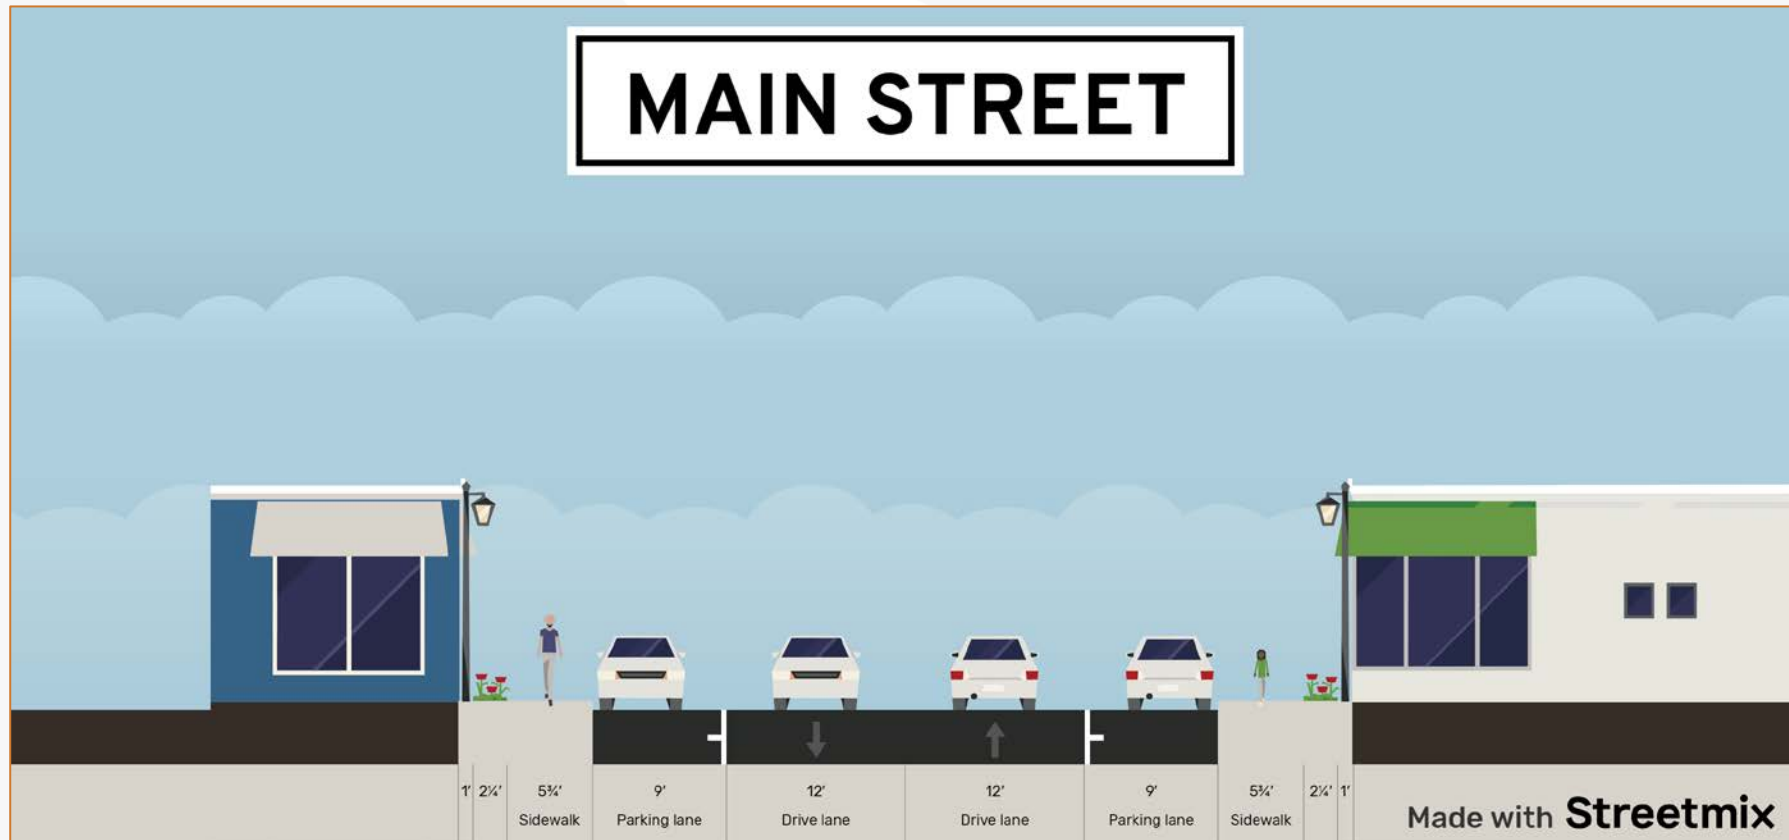 MAIN STREET
1' 2¼' 5¾' 9' 12' 12' 9' 5¾' 2¼' 1'
Sidewalk Parking lane Drive lane Drive lane Parking lane Sidewalk
Made with Streetmix